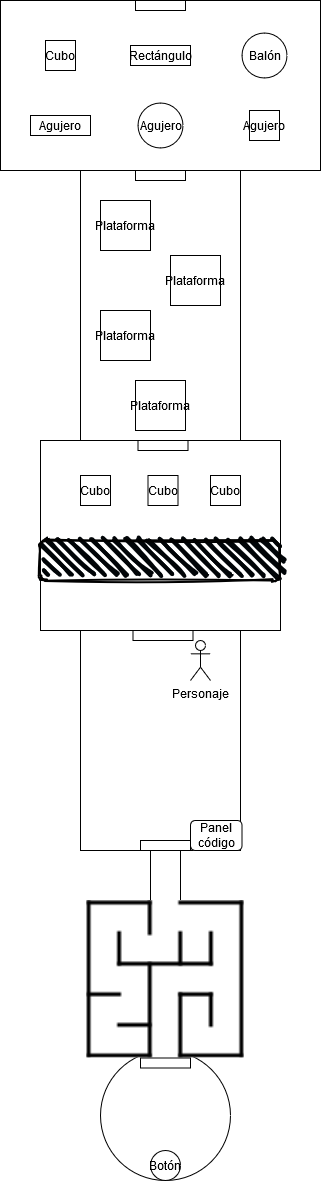 Cubo
Rectángulo
Balón
Agujero
Agujero
Agujero
Plataforma
Plataforma
Plataforma
Plataforma
Cubo
Cubo
Cubo
Personaje
Panel
código
Botón